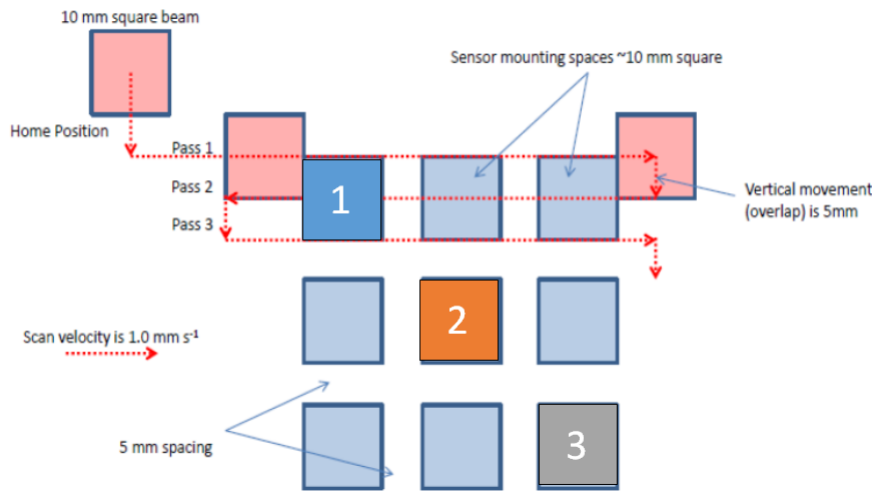 10 mm square beam
Sensor mounting spaces ~10 mm square
Home Position
Pass 1
Pass 2
Pass 3
1
Vertical movement
(overlap) is 5mm
2
Scan velocity is 1.0 mm s⁻¹
5 mm spacing
3